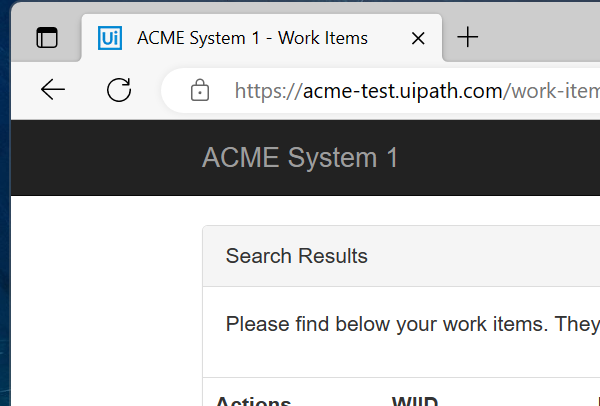 Ui ACME System 1 - Work Items
https://acme-test.uipath.com/work-item
ACME System 1
Search Results
Please find below your work items. They
Actions WIID